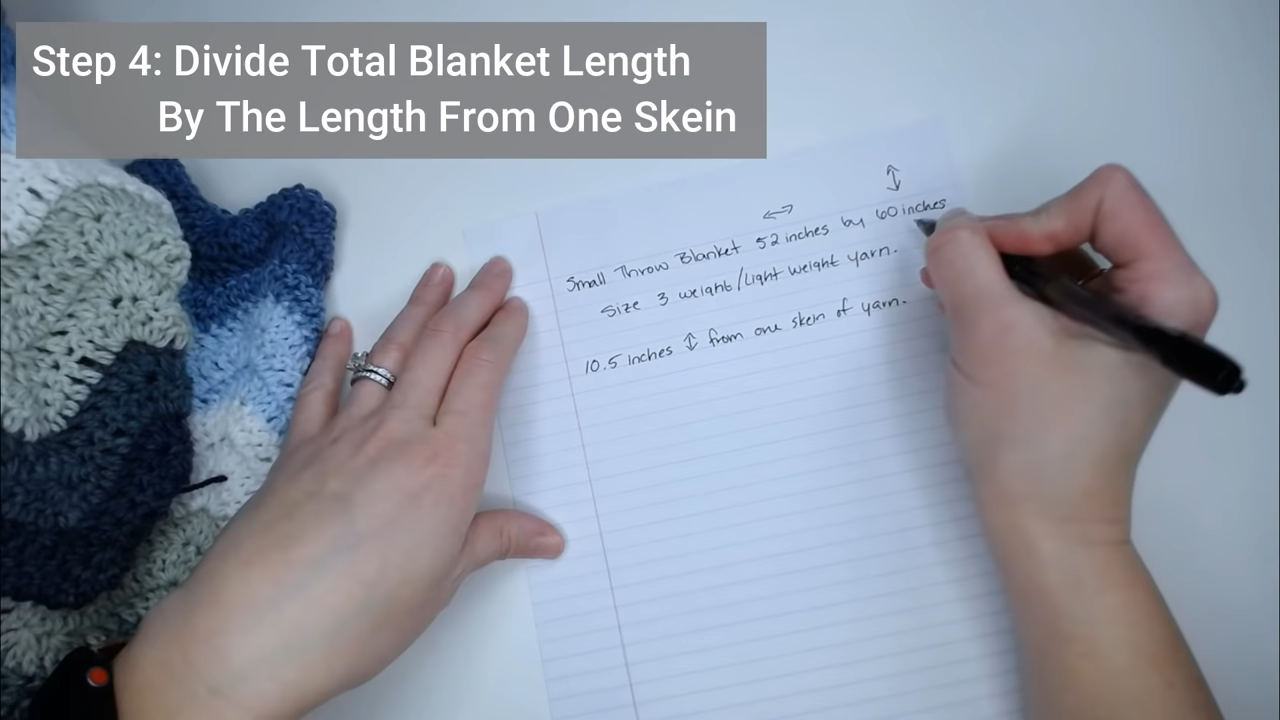 Step 4: Divide Total Blanket Length
By The Length From One Skein
↔ ↕
Small Throw Blanket 52 inches by 60 inches
Size 3 weight/Light weight yarn.
10.5 inches ↕ from one skein of yarn.